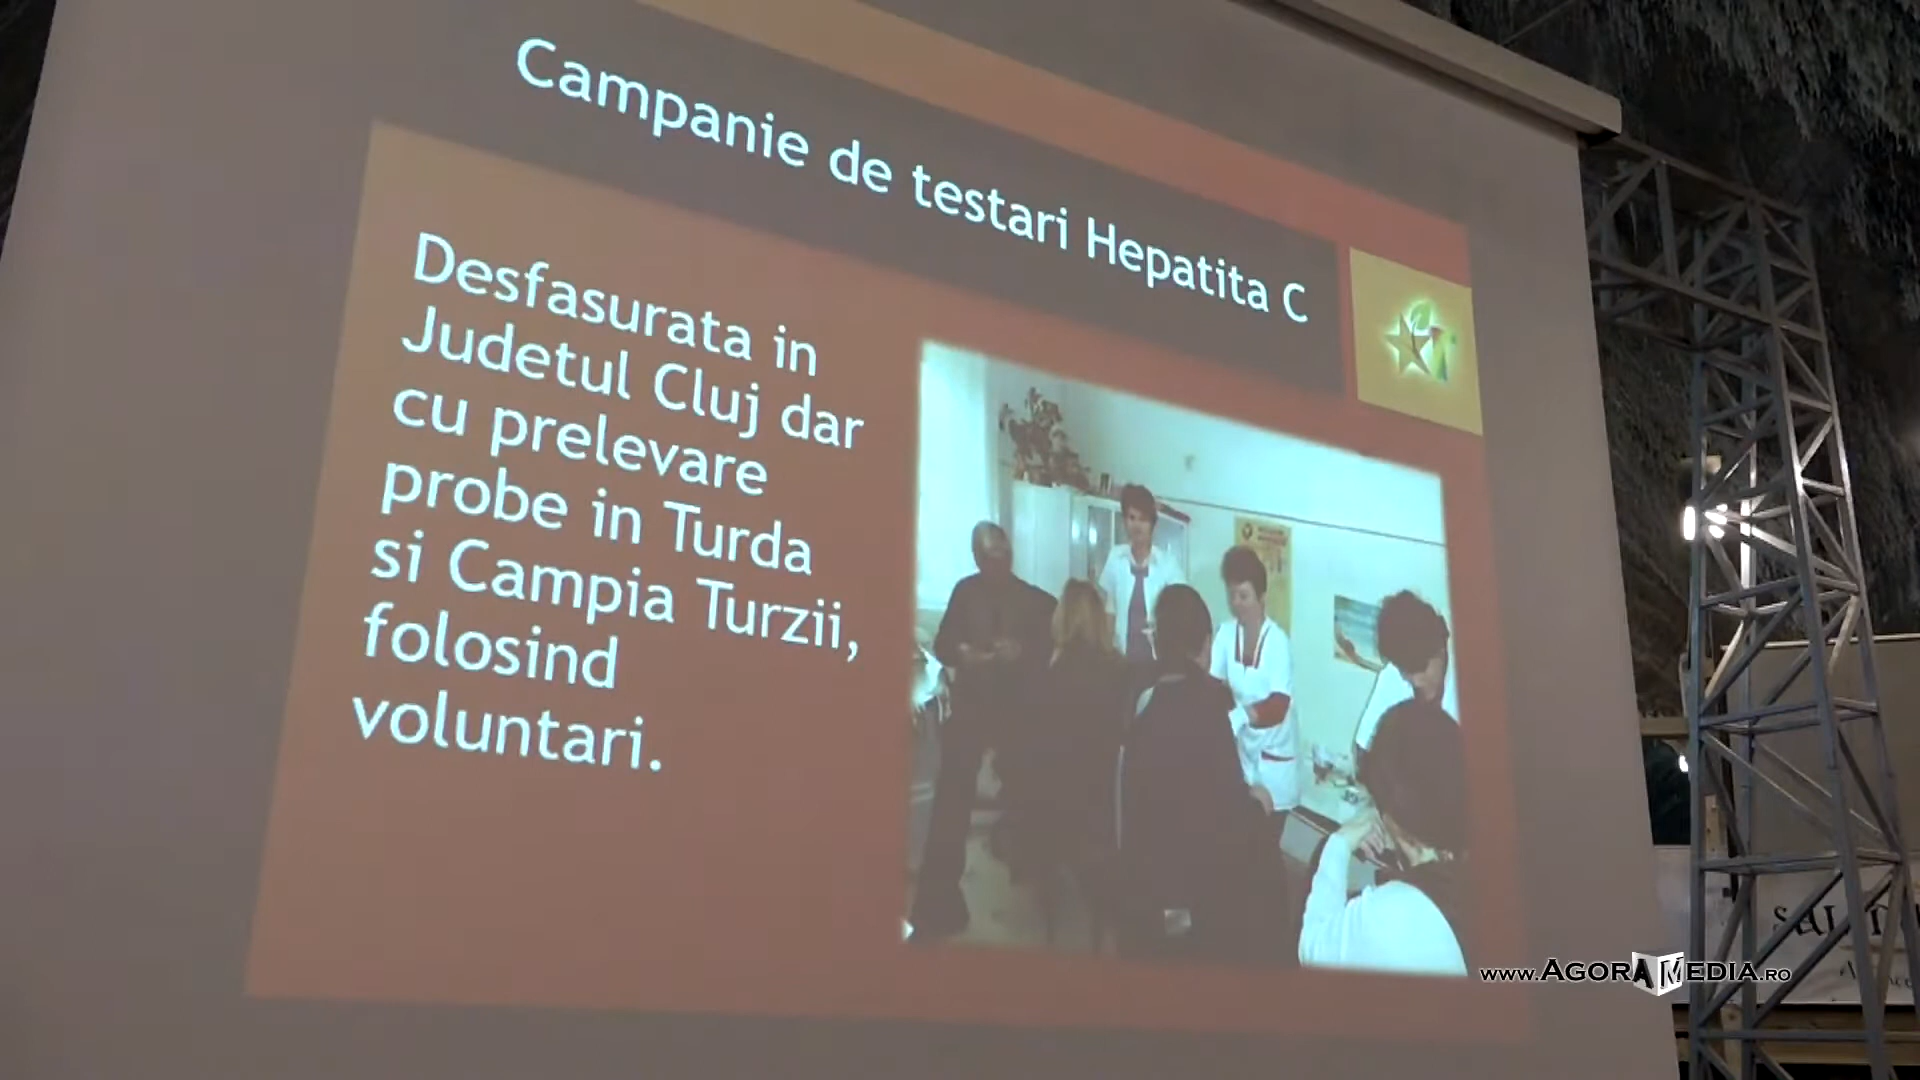 Campanie de testari Hepatita C
Desfasurata in
Judetul Cluj dar
cu prelevare
probe in Turda
si Campia Turzii,
folosind
voluntari.
www.AGORAMEDIA.RO